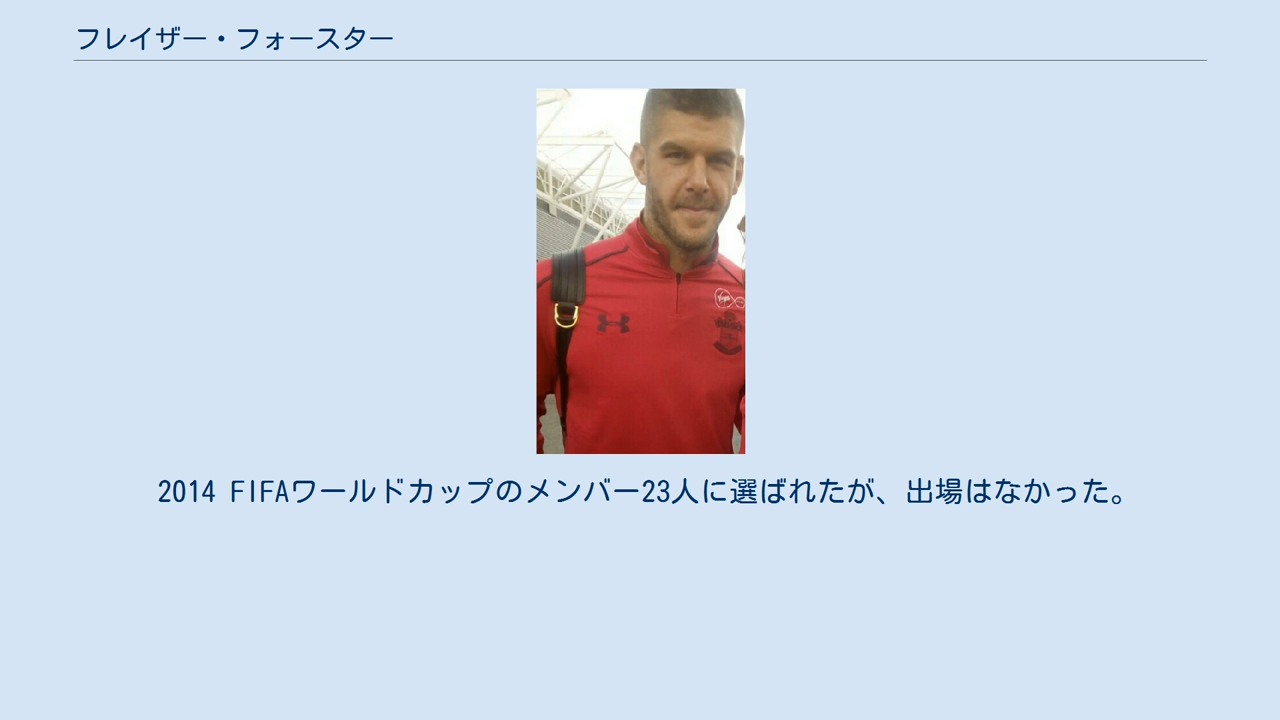 フレイザー・フォースター
Virgin
2014 FIFAワールドカップのメンバー23人に選ばれたが、出場はなかった。